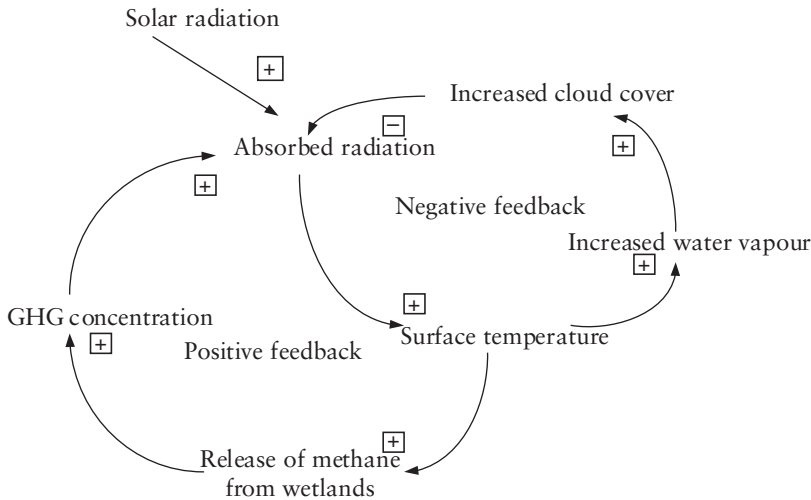 Solar radiation
+
Increased cloud cover
−
Absorbed radiation
+
+
Negative feedback
Increased water vapour
+
+
GHG concentration
+
Surface temperature
Positive feedback
+
Release of methane
from wetlands